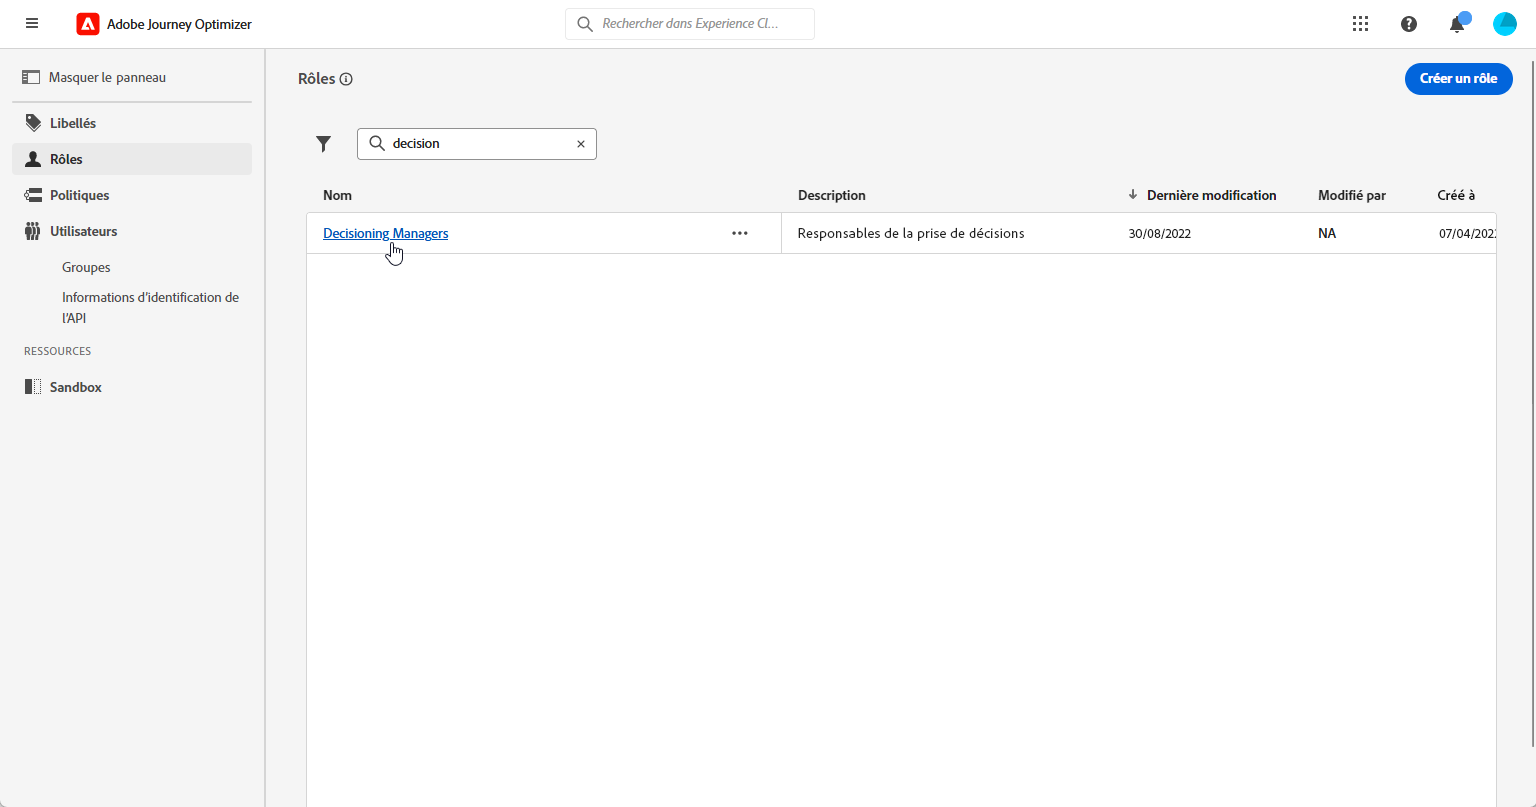 Adobe Journey Optimizer
Rechercher dans Experience Cl...
Masquer le panneau
Libellés
Rôles
Politiques
Utilisateurs
Groupes
Informations d'identification de
l'API
RESSOURCES
Sandbox
Rôles
Créer un rôle
decision
Nom Description Dernière modification Modifié par Créé à
Decisioning Managers Responsables de la prise de décisions 30/08/2022 NA 07/04/202